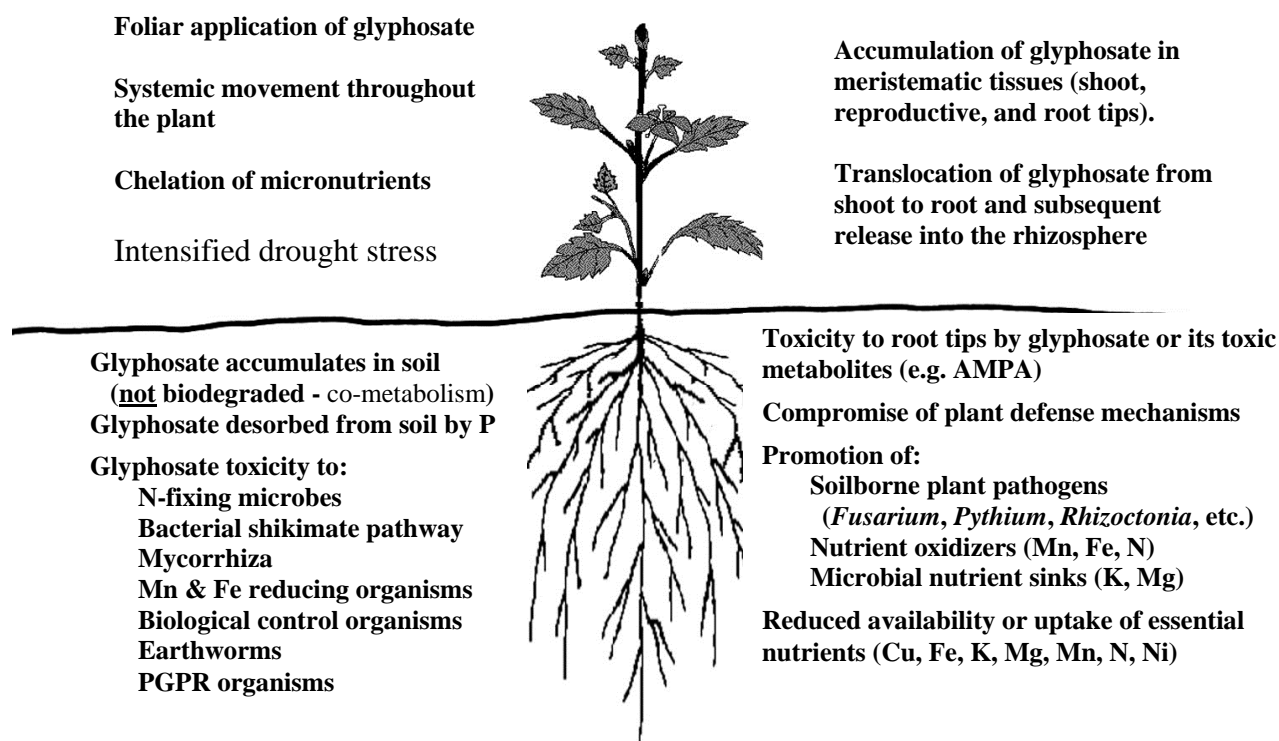 Foliar application of glyphosate
Systemic movement throughout
the plant
Chelation of micronutrients
Intensified drought stress
Accumulation of glyphosate in
meristematic tissues (shoot,
reproductive, and root tips).
Translocation of glyphosate from
shoot to root and subsequent
release into the rhizosphere
Glyphosate accumulates in soil
(not biodegraded - co-metabolism)
Glyphosate desorbed from soil by P
Glyphosate toxicity to:
N-fixing microbes
Bacterial shikimate pathway
Mycorrhiza
Mn & Fe reducing organisms
Biological control organisms
Earthworms
PGPR organisms
Toxicity to root tips by glyphosate or its toxic
metabolites (e.g. AMPA)
Compromise of plant defense mechanisms
Promotion of:
Soilborne plant pathogens
(Fusarium, Pythium, Rhizoctonia, etc.)
Nutrient oxidizers (Mn, Fe, N)
Microbial nutrient sinks (K, Mg)
Reduced availability or uptake of essential
nutrients (Cu, Fe, K, Mg, Mn, N, Ni)